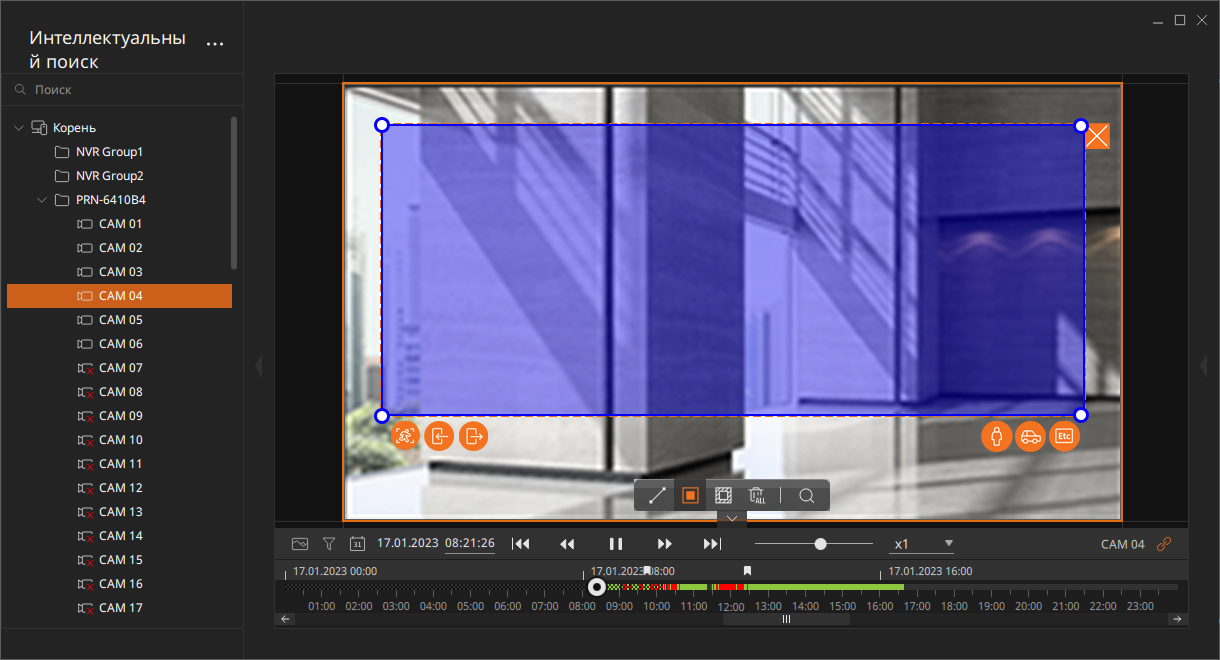 Интеллектуальны
й поиск
...
Поиск
Корень
NVR Group1
NVR Group2
PRN-6410B4
CAM 01
CAM 02
CAM 03
CAM 04
CAM 05
CAM 06
CAM 07
CAM 08
CAM 09
CAM 10
CAM 11
CAM 12
CAM 13
CAM 14
CAM 15
CAM 16
CAM 17
Etc
ALL
31 17.01.2023 08:21:26 x1 CAM 04
17.01.2023 00:00 17.01.2023 08:00 17.01.2023 16:00
01:00 02:00 03:00 04:00 05:00 06:00 07:00 08:00 09:00 10:00 11:00 12:00 13:00 14:00 15:00 16:00 17:00 18:00 19:00 20:00 21:00 22:00 23:00